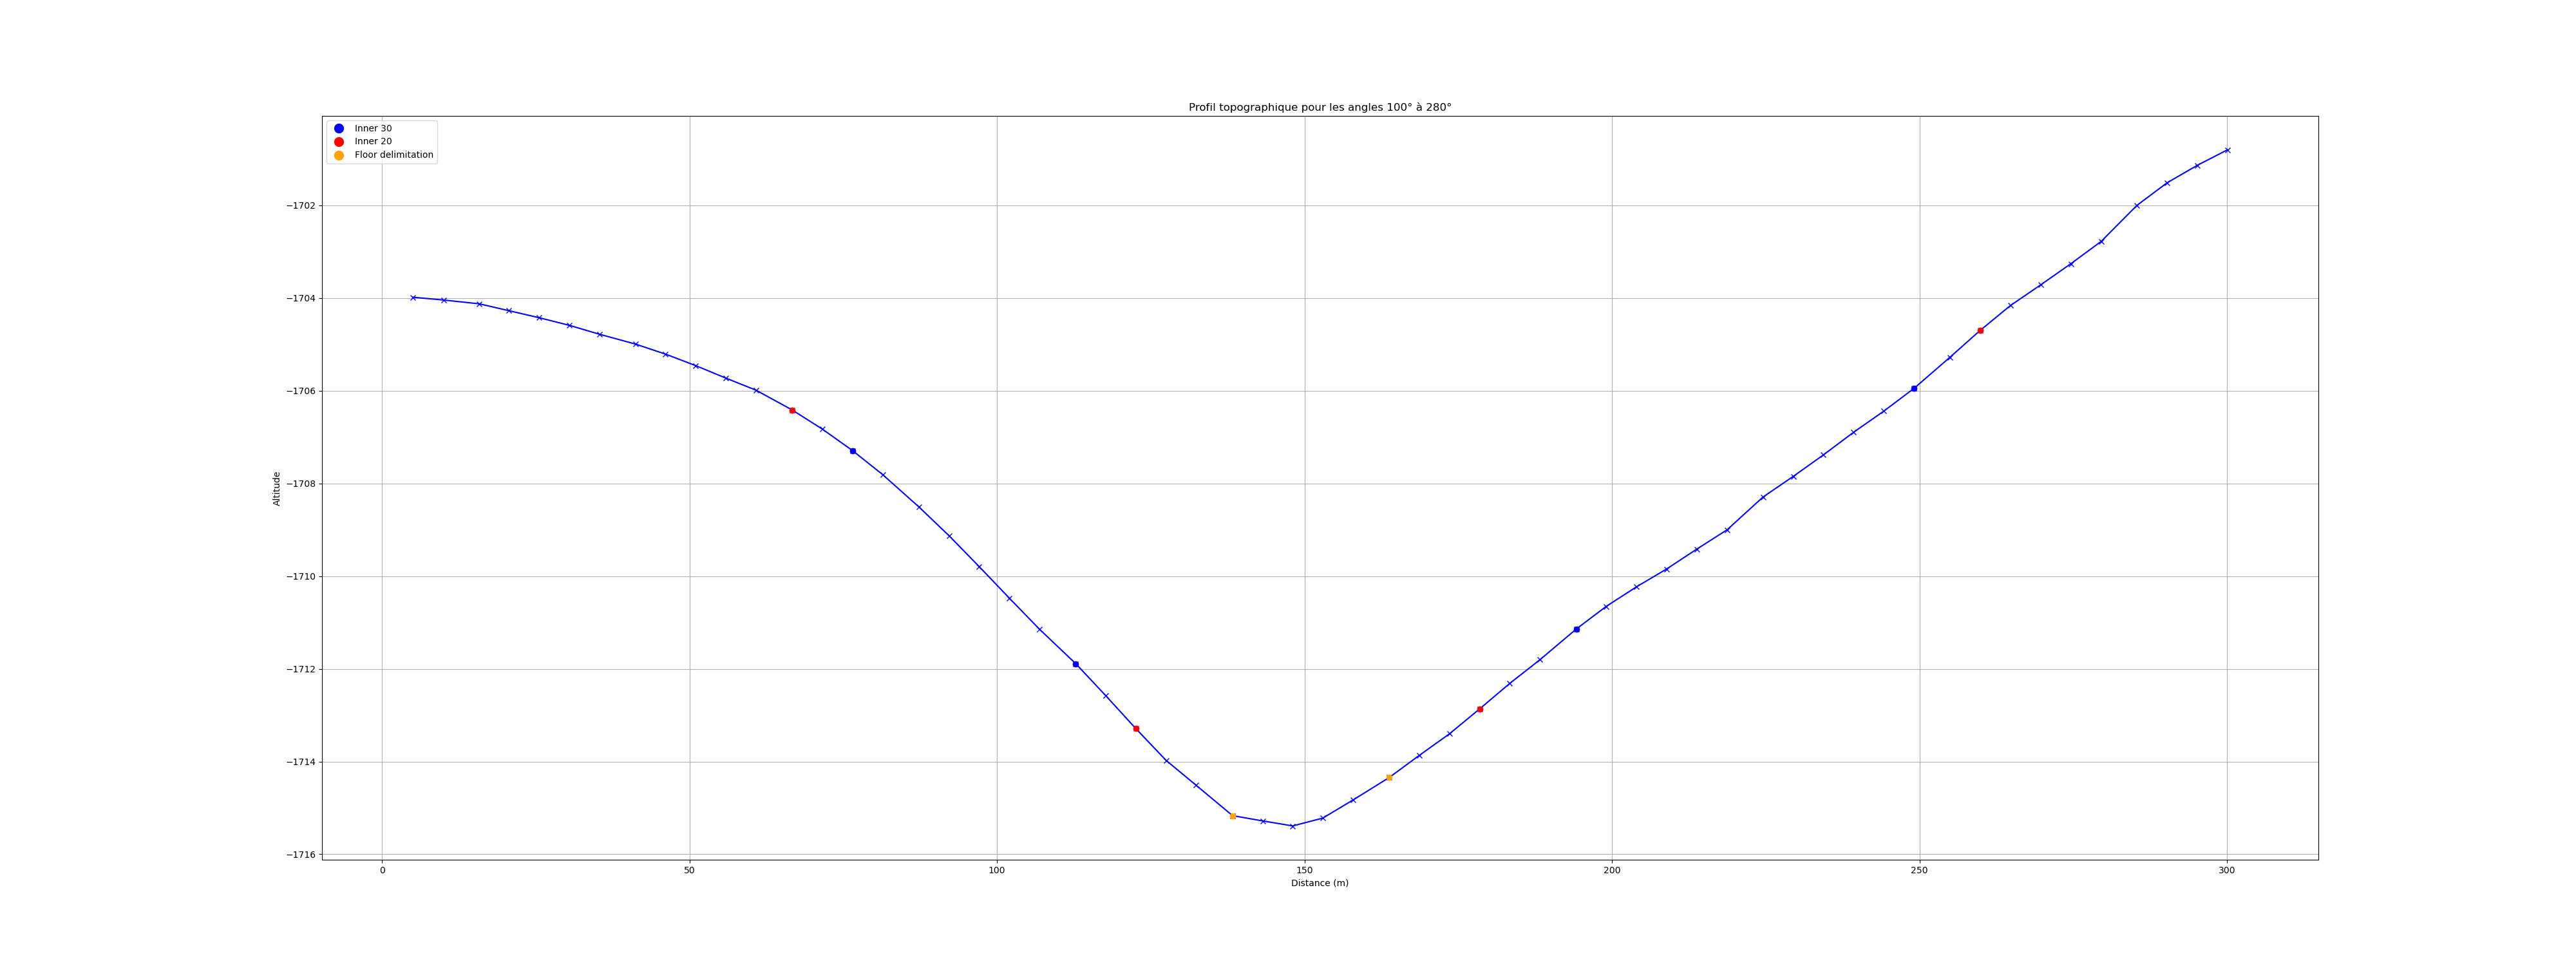 Profil topographique pour les angles 100° à 280°
Inner 30
Inner 20
Floor delimitation
−1702
−1704
−1706
−1708
−1710
−1712
−1714
−1716
Altitude
0 50 100 150 200 250 300
Distance (m)